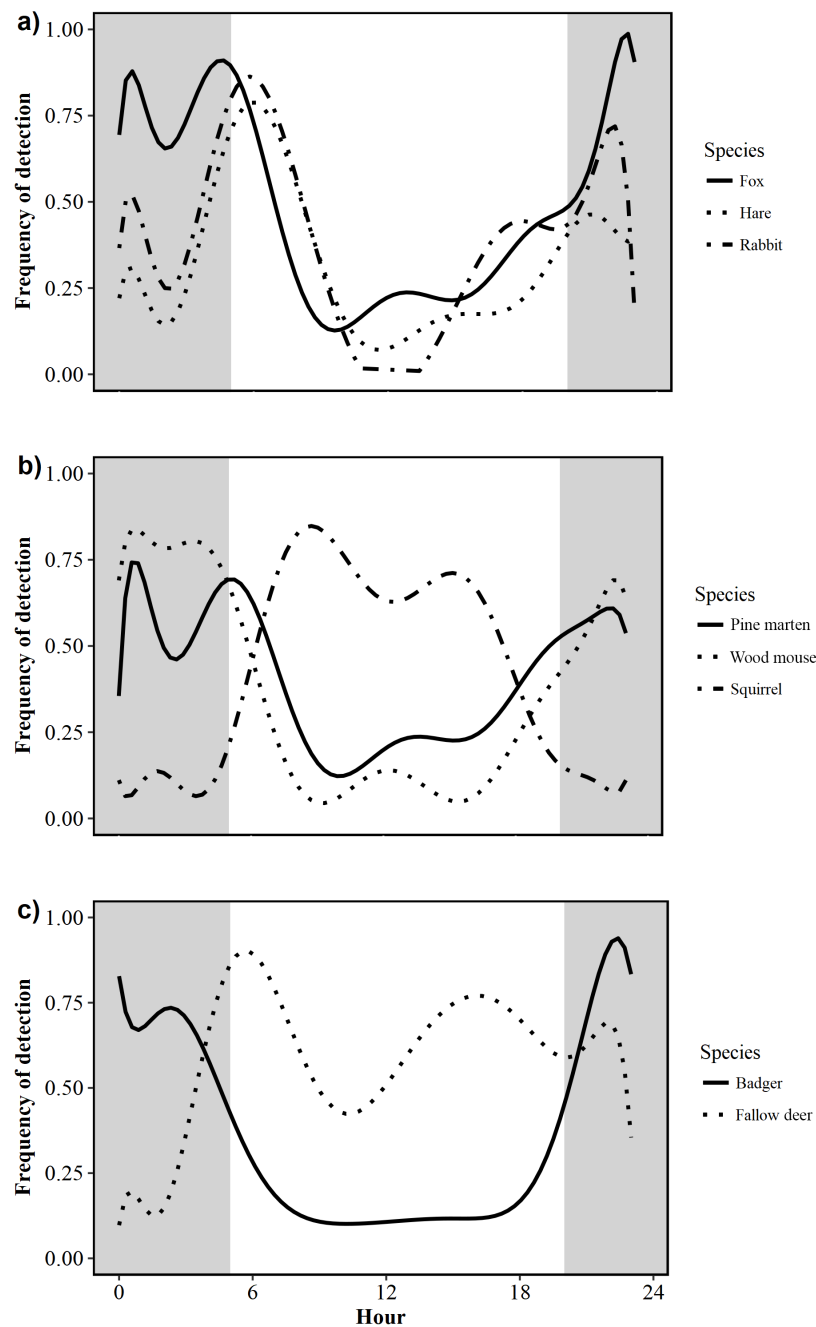 a)
1.00
0.75
0.50
0.25
0.00
Frequency of detection
Species
Fox
Hare
Rabbit
b)
1.00
0.75
0.50
0.25
0.00
Frequency of detection
Species
Pine marten
Wood mouse
Squirrel
c)
1.00
0.75
0.50
0.25
0.00
Frequency of detection
Species
Badger
Fallow deer
0 6 12 18 24
Hour